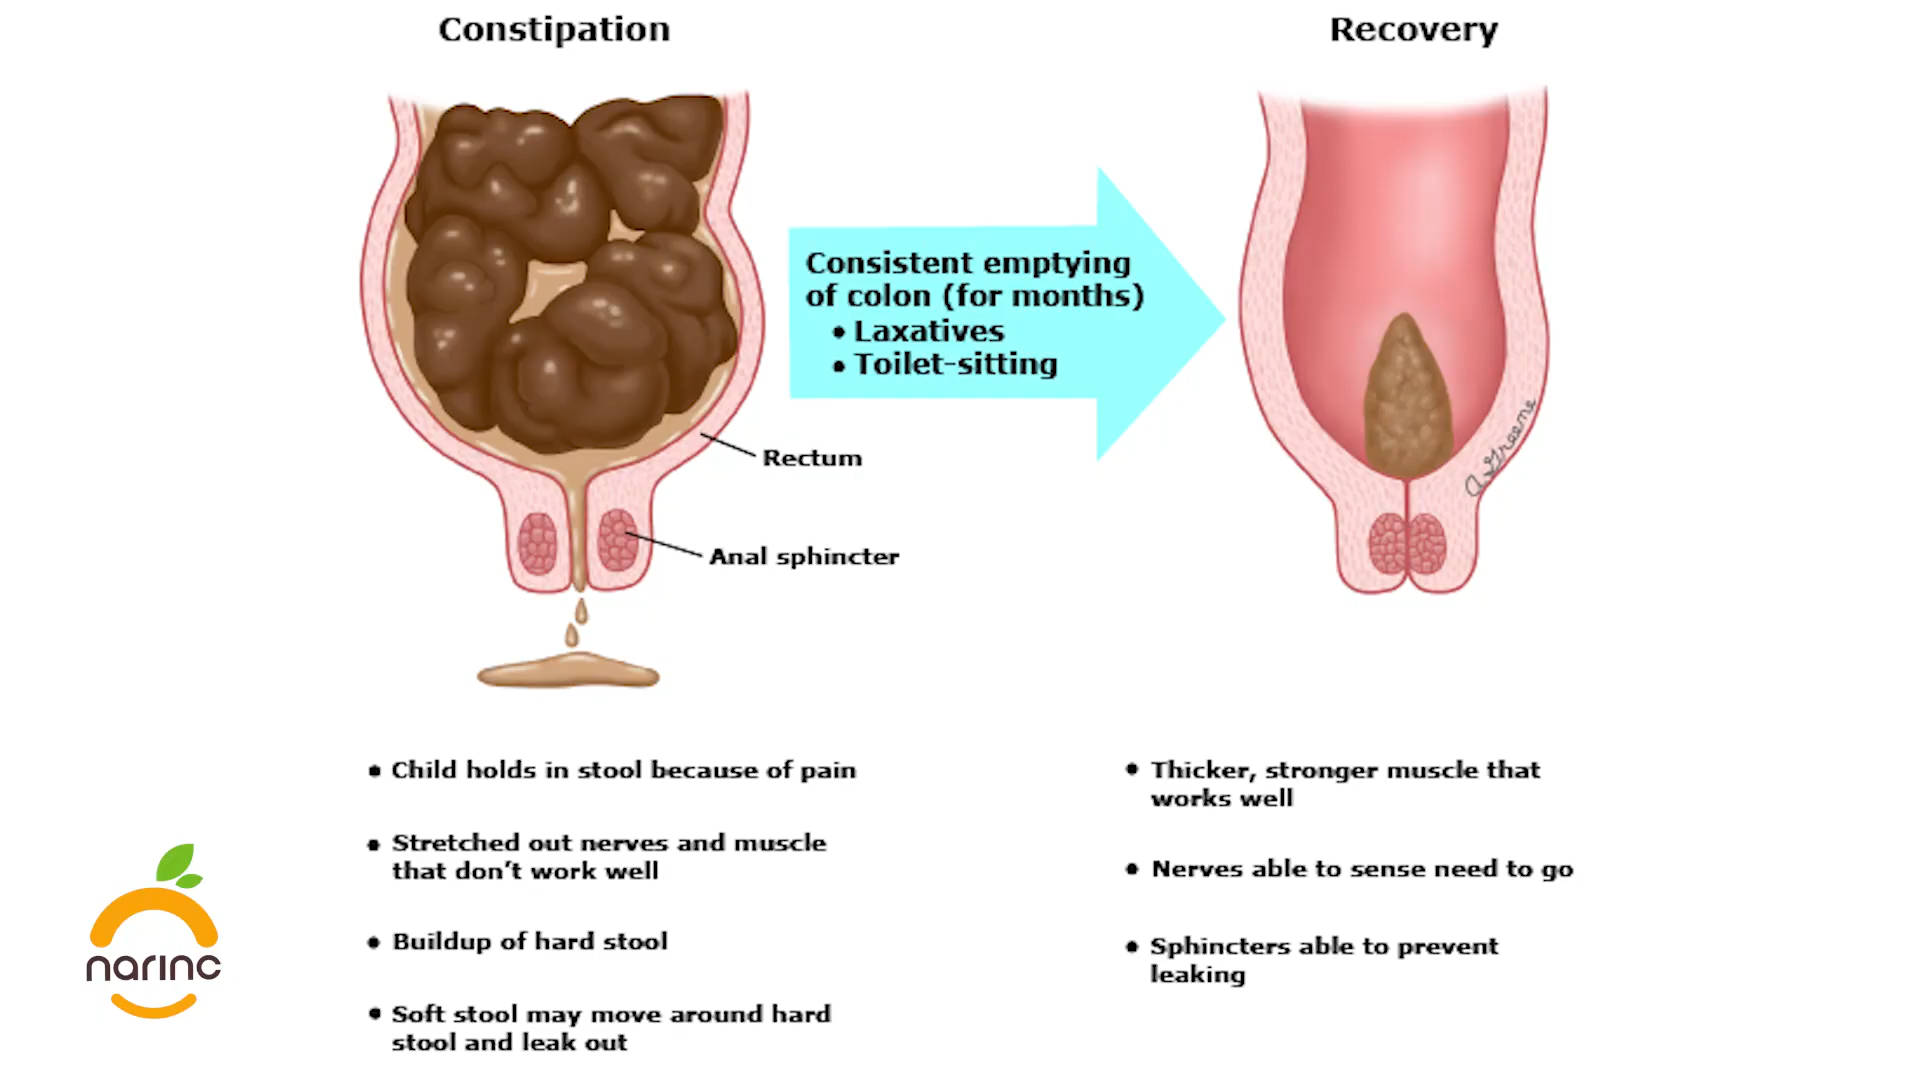 Constipation
Recovery
Consistent emptying
of colon (for months)
• Laxatives
• Toilet-sitting
Rectum
Anal sphincter
A Greene
• Child holds in stool because of pain
• Stretched out nerves and muscle
that don’t work well
• Buildup of hard stool
• Soft stool may move around hard
stool and leak out
• Thicker, stronger muscle that
works well
• Nerves able to sense need to go
• Sphincters able to prevent
leaking
narinc